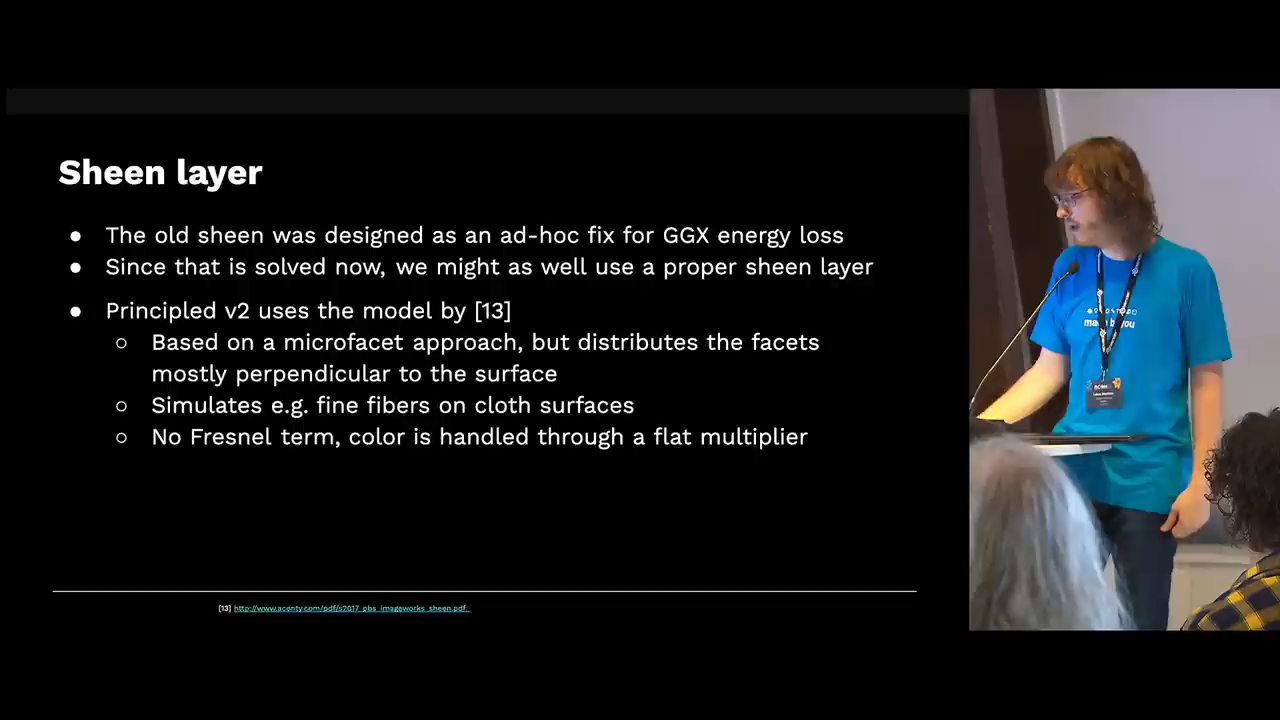 Sheen layer
● The old sheen was designed as an ad-hoc fix for GGX energy loss
● Since that is solved now, we might as well use a proper sheen layer
● Principled v2 uses the model by [13]
○ Based on a microfacet approach, but distributes the facets
mostly perpendicular to the surface
○ Simulates e.g. fine fibers on cloth surfaces
○ No Fresnel term, color is handled through a flat multiplier
[13] http://www.aconty.com/pdf/s2017_pbs_imageworks_sheen.pdf